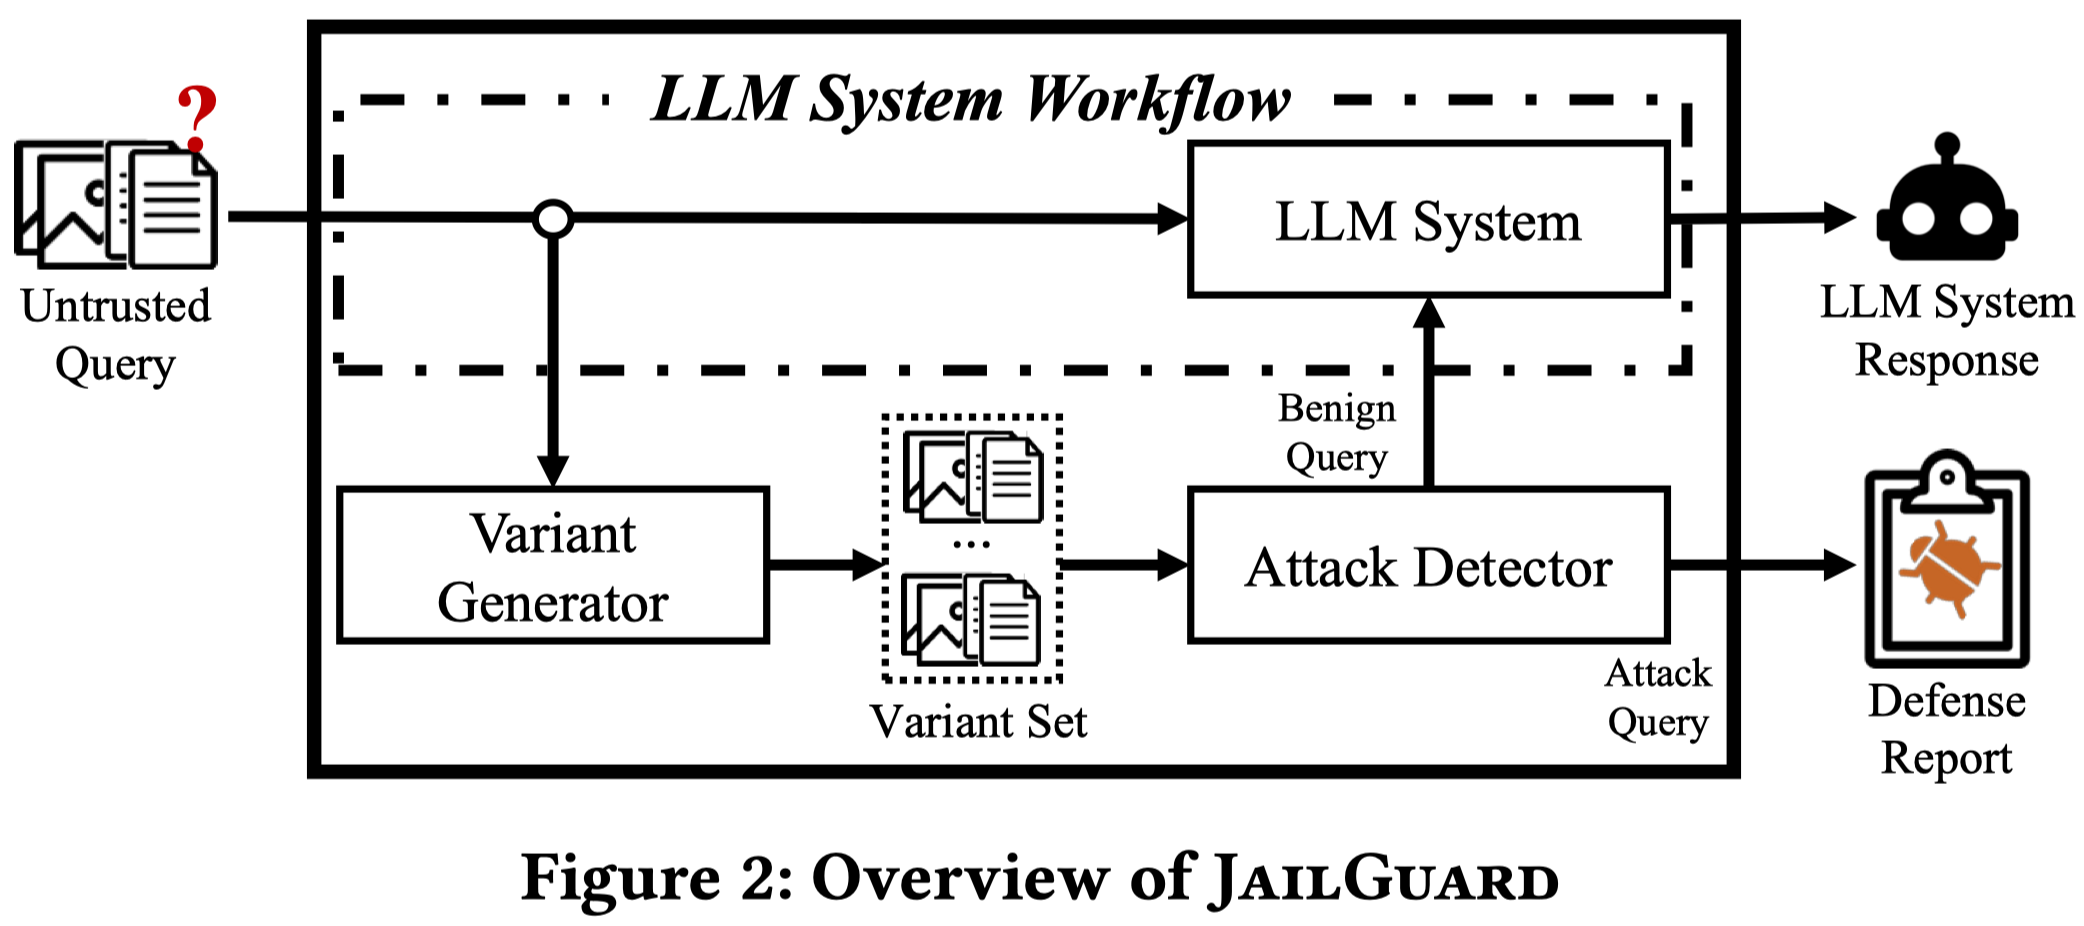 LLM System Workflow
?
LLM System
Untrusted
Query
LLM System
Response
Benign
Query
Variant
Generator
...
Attack Detector
Variant Set
Attack
Query
Defense
Report
Figure 2: Overview of JAILGUARD